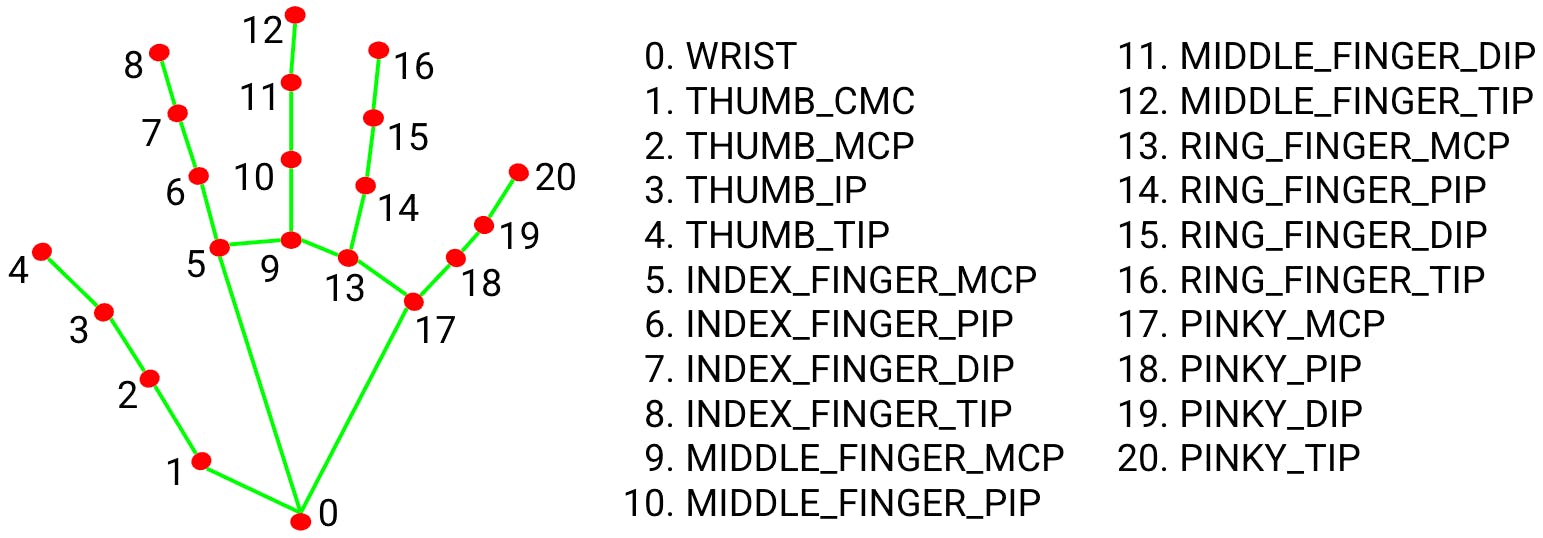 12
8
16
11
7
15
10
6
14
20
19
4
5
9
13
18
3
17
2
1
0
0. WRIST
1. THUMB_CMC
2. THUMB_MCP
3. THUMB_IP
4. THUMB_TIP
5. INDEX_FINGER_MCP
6. INDEX_FINGER_PIP
7. INDEX_FINGER_DIP
8. INDEX_FINGER_TIP
9. MIDDLE_FINGER_MCP
10. MIDDLE_FINGER_PIP
11. MIDDLE_FINGER_DIP
12. MIDDLE_FINGER_TIP
13. RING_FINGER_MCP
14. RING_FINGER_PIP
15. RING_FINGER_DIP
16. RING_FINGER_TIP
17. PINKY_MCP
18. PINKY_PIP
19. PINKY_DIP
20. PINKY_TIP